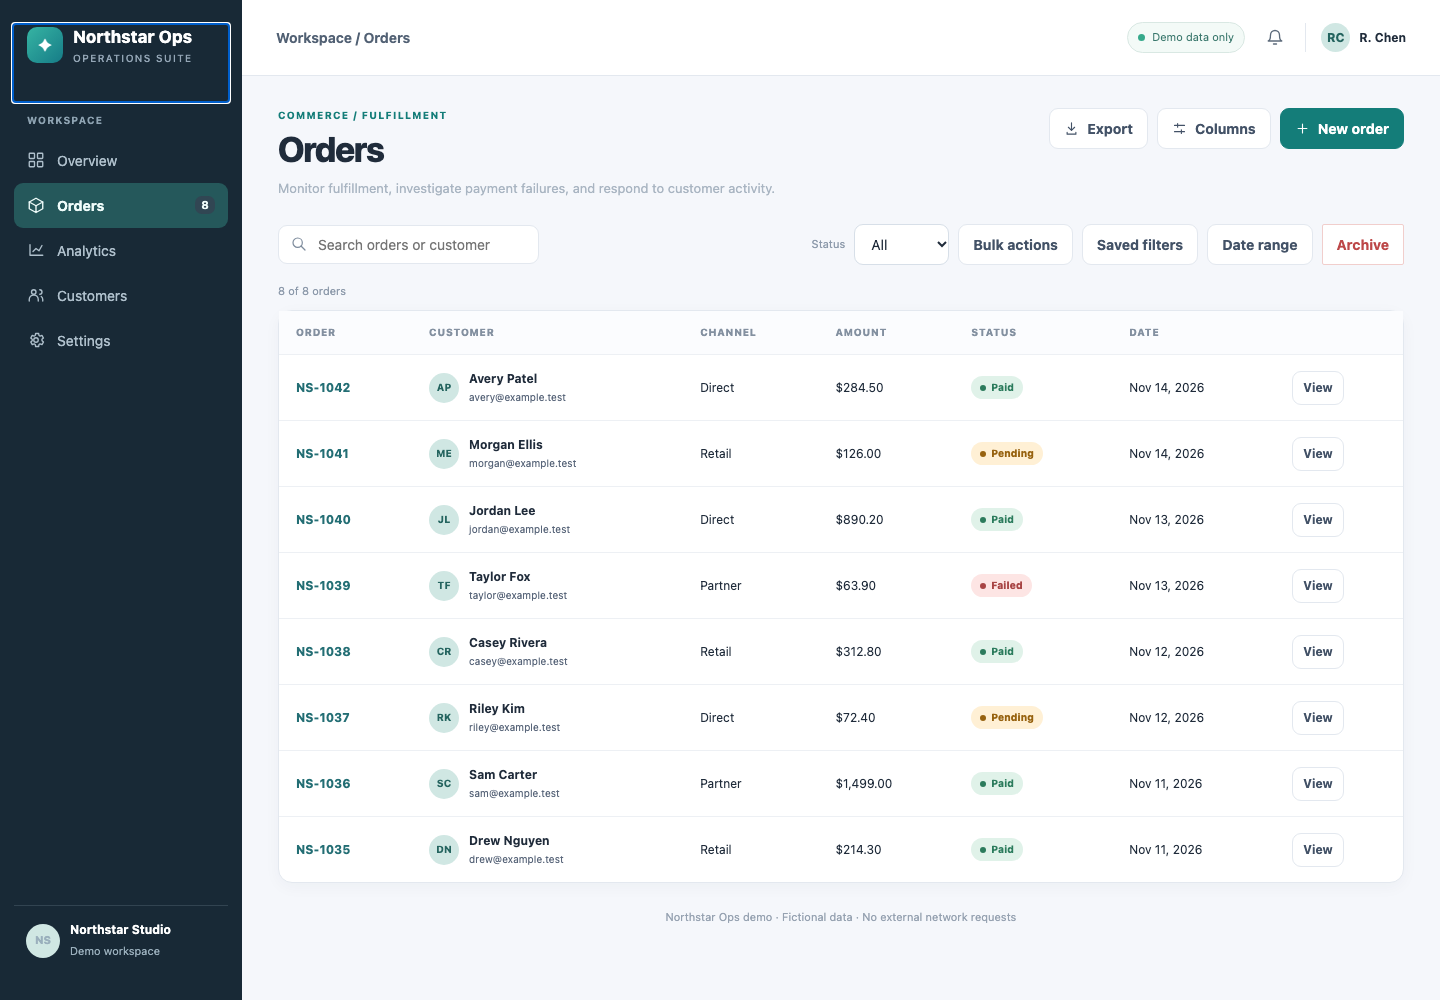 Northstar Ops
OPERATIONS SUITE
WORKSPACE
Overview
Orders 8
Analytics
Customers
Settings
NS
Northstar Studio
Demo workspace
Workspace / Orders
Demo data only
RC R. Chen
COMMERCE / FULFILLMENT
Orders
Monitor fulfillment, investigate payment failures, and respond to customer activity.
Export Columns New order
Search orders or customer
Status All Bulk actions Saved filters Date range Archive
8 of 8 orders
ORDER CUSTOMER CHANNEL AMOUNT STATUS DATE
NS-1042 AP Avery Patel Direct $284.50 Paid Nov 14, 2026 View
avery@example.test
NS-1041 ME Morgan Ellis Retail $126.00 Pending Nov 14, 2026 View
morgan@example.test
NS-1040 JL Jordan Lee Direct $890.20 Paid Nov 13, 2026 View
jordan@example.test
NS-1039 TF Taylor Fox Partner $63.90 Failed Nov 13, 2026 View
taylor@example.test
NS-1038 CR Casey Rivera Retail $312.80 Paid Nov 12, 2026 View
casey@example.test
NS-1037 RK Riley Kim Direct $72.40 Pending Nov 12, 2026 View
riley@example.test
NS-1036 SC Sam Carter Partner $1,499.00 Paid Nov 11, 2026 View
sam@example.test
NS-1035 DN Drew Nguyen Retail $214.30 Paid Nov 11, 2026 View
drew@example.test
Northstar Ops demo · Fictional data · No external network requests